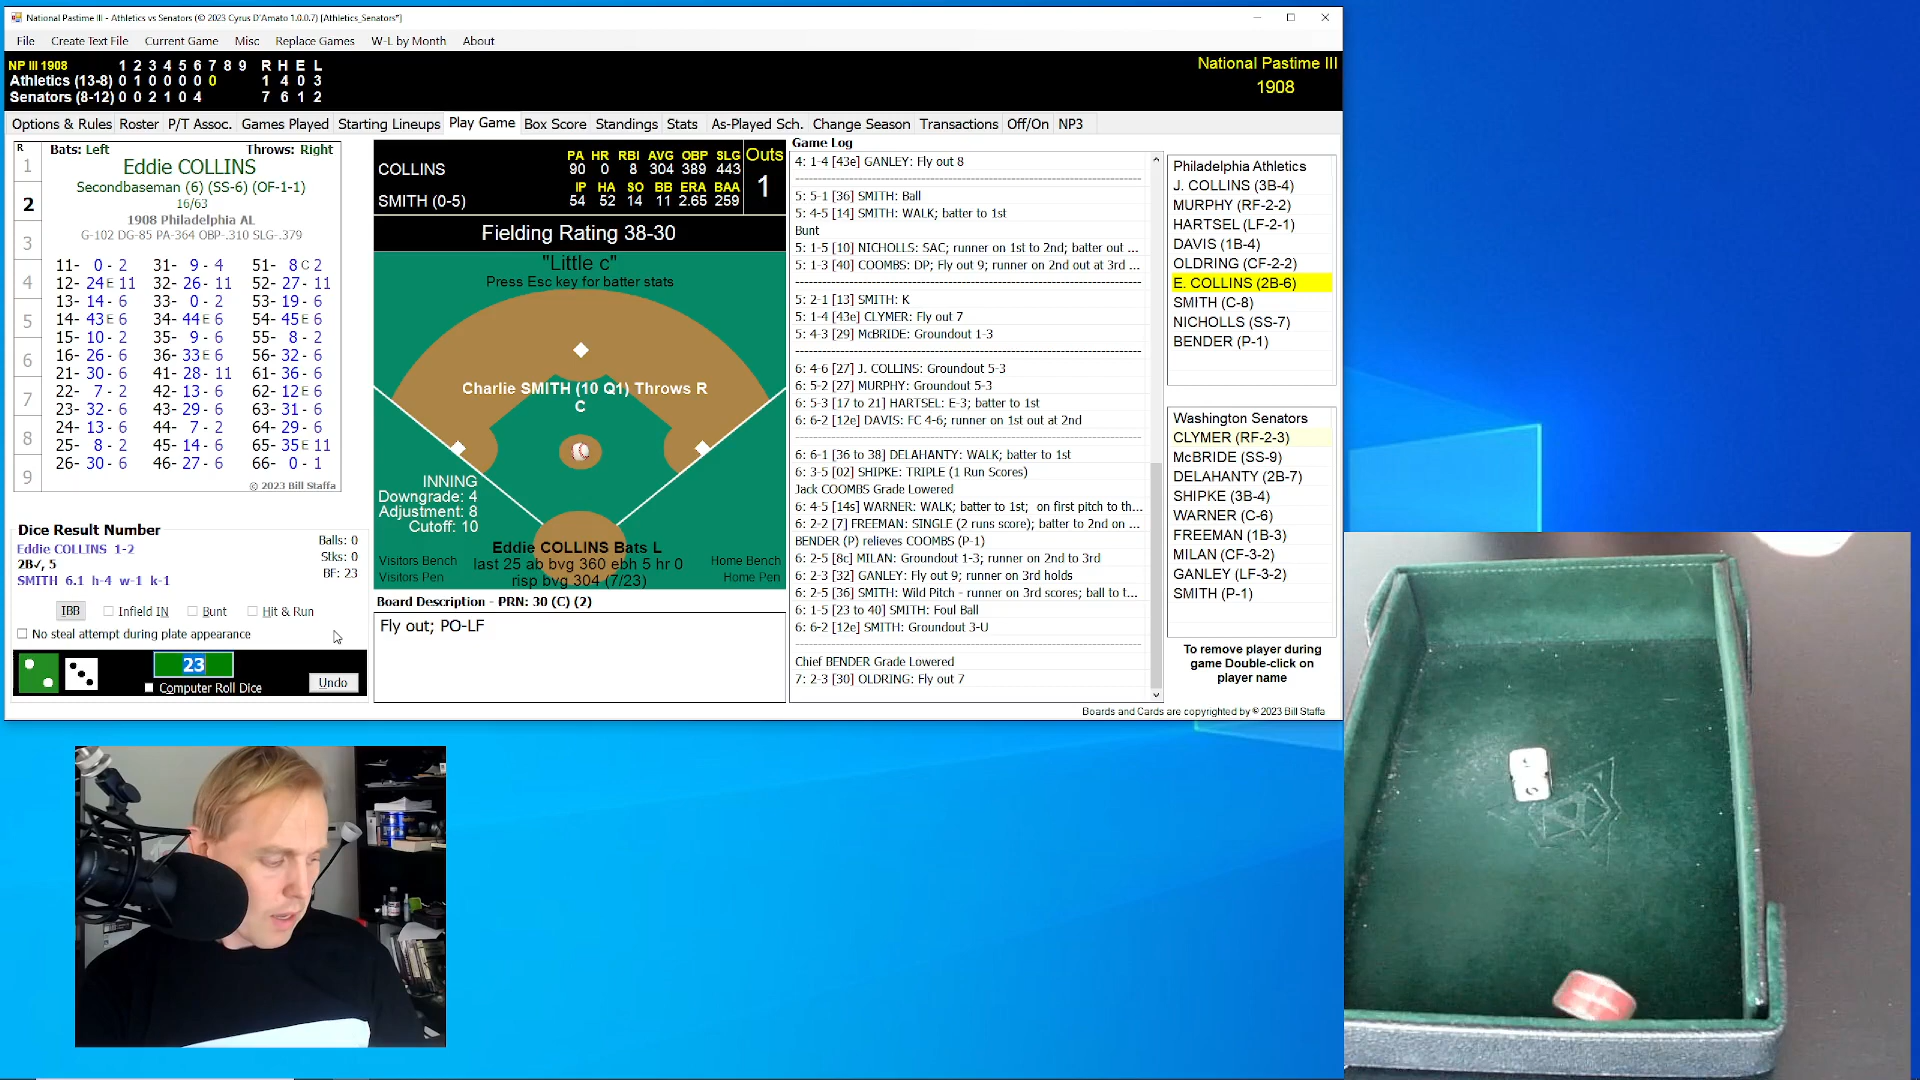 National Pastime III - Athletics vs Senators (© 2023 Cyrus D'Amato 1.0.0.7) [Athletics_Senators*]
File Create Text File Current Game Misc Replace Games W-L by Month About
NP III 1908 1 2 3 4 5 6 7 8 9 R H E L
Athletics (13-8) 0 1 0 0 0 0 0 1 4 0 3
Senators (8-12) 0 0 2 1 0 4 7 6 1 2
National Pastime III
1908
Options & Rules Roster P/T Assoc. Games Played Starting Lineups Play Game Box Score Standings Stats As-Played Sch. Change Season Transactions Off/On NP3
R
1
2
3
4
5
6
7
8
9
Bats: Left Throws: Right
Eddie COLLINS
Secondbaseman (6) (SS-6) (OF-1-1)
16/63
1908 Philadelphia AL
G-102 DG-85 PA-364 OBP-.310 SLG-.379
11- 0 - 2 31- 9 - 4 51- 8 C 2
12- 24 E 11 32- 26 - 11 52- 27 - 11
13- 14 - 6 33- 0 - 2 53- 19 - 6
14- 43 E 6 34- 44 E 6 54- 45 E 6
15- 10 - 2 35- 9 - 6 55- 8 - 2
16- 26 - 6 36- 33 E 6 56- 32 - 6
21- 30 - 6 41- 28 - 11 61- 36 - 6
22- 7 - 2 42- 13 - 6 62- 12 E 6
23- 32 - 6 43- 29 - 6 63- 31 - 6
24- 13 - 6 44- 7 - 2 64- 29 - 6
25- 8 - 2 45- 14 - 6 65- 35 E 11
26- 30 - 6 46- 27 - 6 66- 0 - 1
© 2023 Bill Staffa
Dice Result Number
Eddie COLLINS 1-2
2B✓, 5
SMITH 6.1 h-4 w-1 k-1
Balls: 0
Stks: 0
BF: 23
IBB Infield IN Bunt Hit & Run
No steal attempt during plate appearance
23
Computer Roll Dice
Undo
PA HR RBI AVG OBP SLG
COLLINS 90 0 8 304 389 443
IP HA SO BB ERA BAA
SMITH (0-5) 54 52 14 11 2.65 259
Outs
1
Fielding Rating 38-30
"Little c"
Press Esc key for batter stats
Charlie SMITH (10 Q1) Throws R
C
INNING
Downgrade: 4
Adjustment: 8
Cutoff: 10
Eddie COLLINS Bats L
last 25 ab bvg 360 ebh 5 hr 0
risp bvg 304 (7/23)
Visitors Bench
Visitors Pen
Home Bench
Home Pen
Board Description - PRN: 30 (C) (2)
Fly out; PO-LF
Game Log
4: 1-4 [43e] GANLEY: Fly out 8
5: 5-1 [36] SMITH: Ball
5: 4-5 [14] SMITH: WALK; batter to 1st
Bunt
5: 1-5 [10] NICHOLLS: SAC; runner on 1st to 2nd; batter out ...
5: 1-3 [40] COOMBS: DP; Fly out 9; runner on 2nd out at 3rd ...
5: 2-1 [13] SMITH: K
5: 1-4 [43e] CLYMER: Fly out 7
5: 4-3 [29] McBRIDE: Groundout 1-3
6: 4-6 [27] J. COLLINS: Groundout 5-3
6: 5-2 [27] MURPHY: Groundout 5-3
6: 5-3 [17 to 21] HARTSEL: E-3; batter to 1st
6: 6-2 [12e] DAVIS: FC 4-6; runner on 1st out at 2nd
6: 6-1 [36 to 38] DELAHANTY: WALK; batter to 1st
6: 3-5 [02] SHIPKE: TRIPLE (1 Run Scores)
Jack COOMBS Grade Lowered
6: 4-5 [14s] WARNER: WALK; batter to 1st; on first pitch to th...
6: 2-2 [7] FREEMAN: SINGLE (2 runs score); batter to 2nd on ...
BENDER (P) relieves COOMBS (P-1)
6: 2-5 [8c] MILAN: Groundout 1-3; runner on 2nd to 3rd
6: 2-3 [32] GANLEY: Fly out 9; runner on 3rd holds
6: 2-5 [36] SMITH: Wild Pitch - runner on 3rd scores; ball to t...
6: 1-5 [23 to 40] SMITH: Foul Ball
6: 6-2 [12e] SMITH: Groundout 3-U
Chief BENDER Grade Lowered
7: 2-3 [30] OLDRING: Fly out 7
Philadelphia Athletics
J. COLLINS (3B-4)
MURPHY (RF-2-2)
HARTSEL (LF-2-1)
DAVIS (1B-4)
OLDRING (CF-2-2)
E. COLLINS (2B-6)
SMITH (C-8)
NICHOLLS (SS-7)
BENDER (P-1)
Washington Senators
CLYMER (RF-2-3)
McBRIDE (SS-9)
DELAHANTY (2B-7)
SHIPKE (3B-4)
WARNER (C-6)
FREEMAN (1B-3)
MILAN (CF-3-2)
GANLEY (LF-3-2)
SMITH (P-1)
To remove player during
game Double-click on
player name
Boards and Cards are copyrighted by © 2023 Bill Staffa